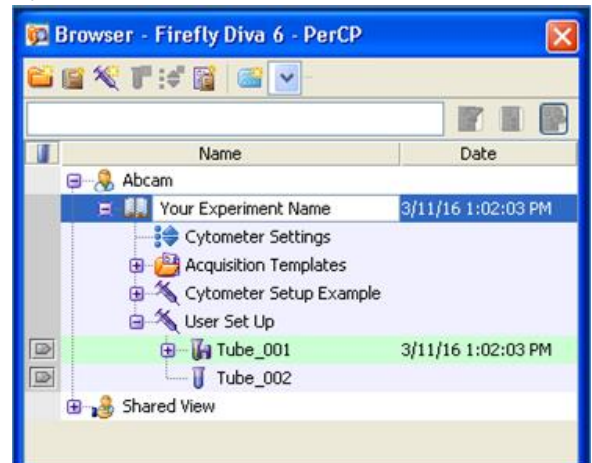 Browser - Firefly Diva 6 - PerCP
Name Date
Abcam
Your Experiment Name 3/11/16 1:02:03 PM
Cytometer Settings
Acquisition Templates
Cytometer Setup Example
User Set Up
Tube_001 3/11/16 1:02:03 PM
Tube_002
Shared View